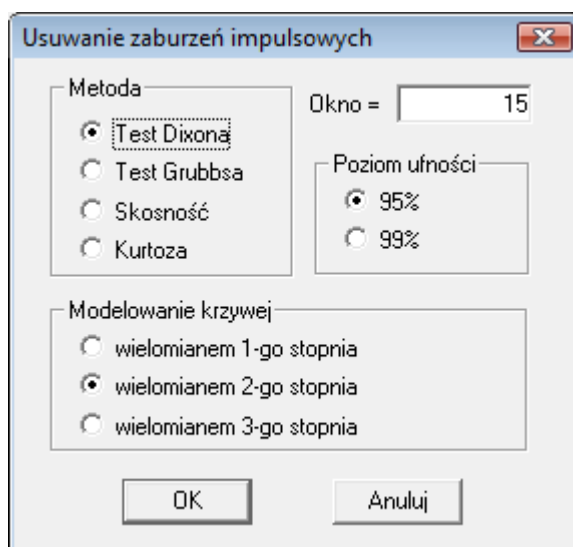 Usuwanie zaburzeń impulsowych
Metoda
Test Dixona
Test Grubbsa
Skosność
Kurtoza
Okno = 15
Poziom ufności
95%
99%
Modelowanie krzywej
wielomianem 1-go stopnia
wielomianem 2-go stopnia
wielomianem 3-go stopnia
OK
Anuluj